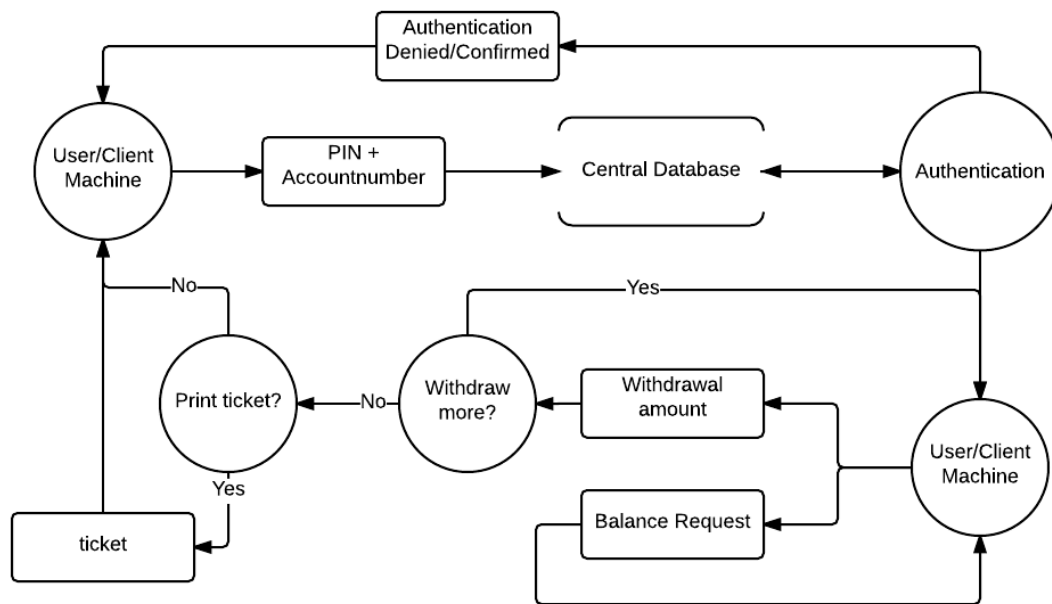 Authentication
Denied/Confirmed
User/Client
Machine
PIN +
Accountnumber
Central Database
Authentication
No
Yes
Print ticket?
No
Withdraw
more?
Withdrawal
amount
User/Client
Machine
Yes
ticket
Balance Request